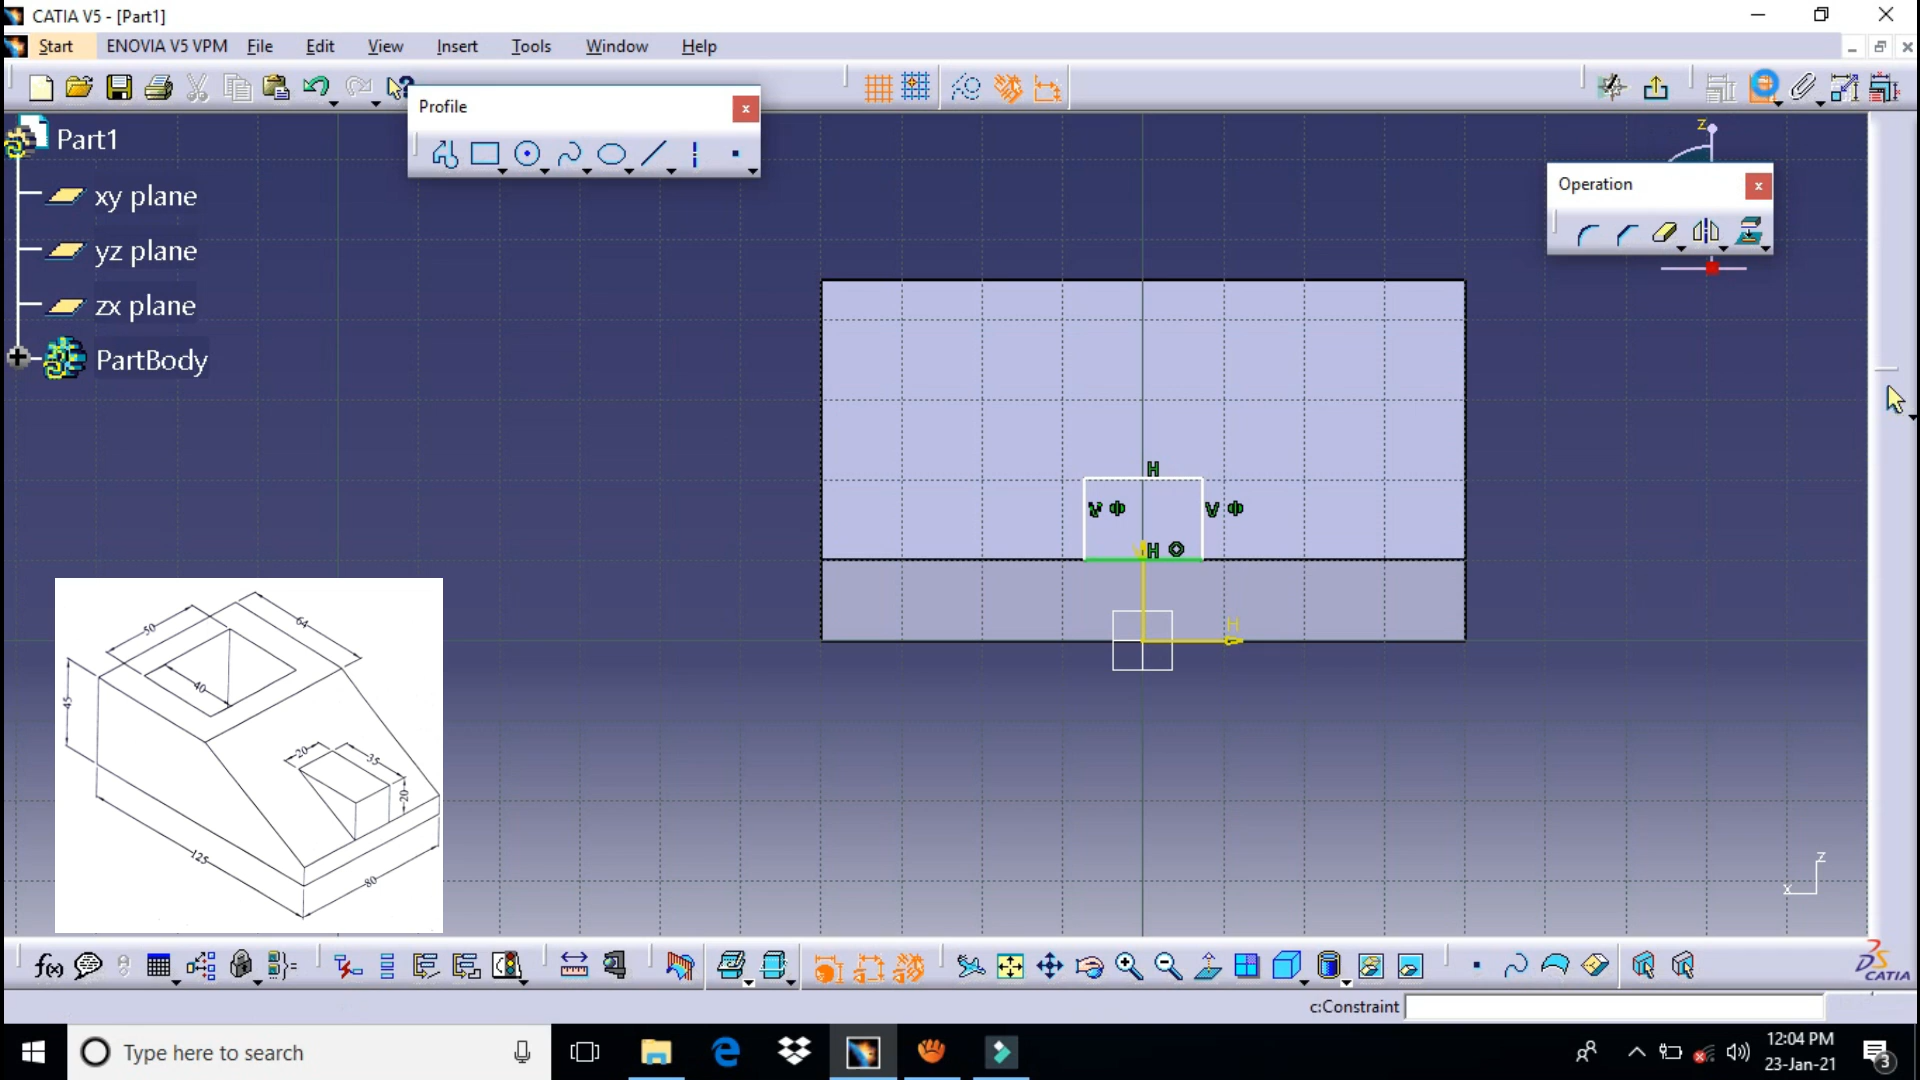 CATIA V5 - [Part1]
Start ENOVIA V5 VPM File Edit View Insert Tools Window Help
Profile
Part1
xy plane
yz plane
zx plane
PartBody
z
Operation
H
V
V
H
H
50
64
40
45
20
35
20
125
80
z
x
f(x)
DS CATIA
c:Constraint
Type here to search
12:04 PM
23-Jan-21
3